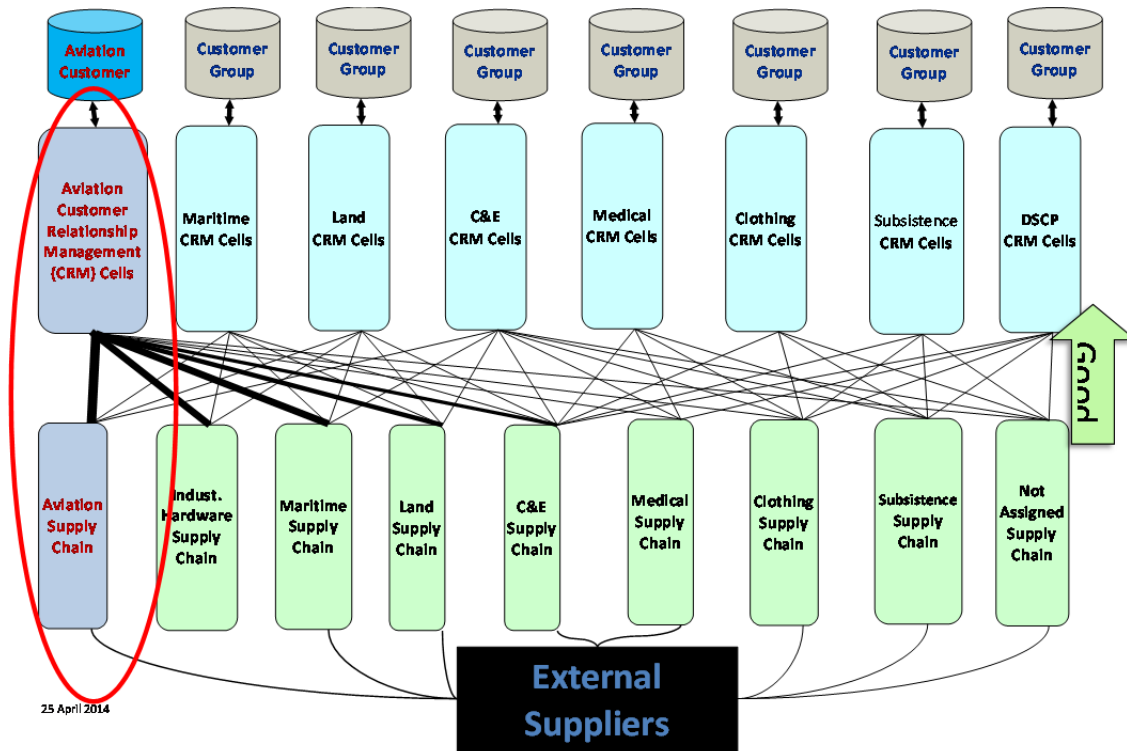 Aviation
Customer
Customer
Group
Customer
Group
Customer
Group
Customer
Group
Customer
Group
Customer
Group
Customer
Group
Aviation
Customer
Relationship
Management
(CRM) Cells
Maritime
CRM Cells
Land
CRM Cells
C&E
CRM Cells
Medical
CRM Cells
Clothing
CRM Cells
Subsistence
CRM Cells
DSCP
CRM Cells
Good
Aviation
Supply
Chain
Indust.
Hardware
Supply
Chain
Maritime
Supply
Chain
Land
Supply
Chain
C&E
Supply
Chain
Medical
Supply
Chain
Clothing
Supply
Chain
Subsistence
Supply
Chain
Not
Assigned
Supply
Chain
External
Suppliers
25 April 2014